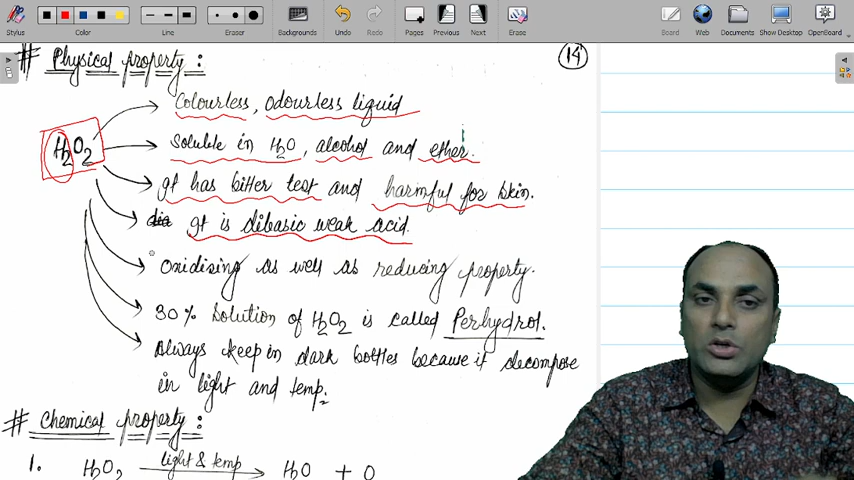 Stylus
Color
Line
Eraser
Backgrounds
Undo
Redo
Pages
Previous
Next
Erase
Board
Web
Documents
Show Desktop
OpenBoard
# Physical property :
14
Colourless, odourless liquid
H2O2
Soluble in H2O, alcohol and ether.
It has bitter test and harmful for skin.
It is dibasic weak acid.
Oxidising as well as reducing property.
30% solution of H2O2 is called Perhydrol.
Always keep in dark bottles because it decompose
in light and temp.
# Chemical property :
1. H2O2 light & temp → H2O + O